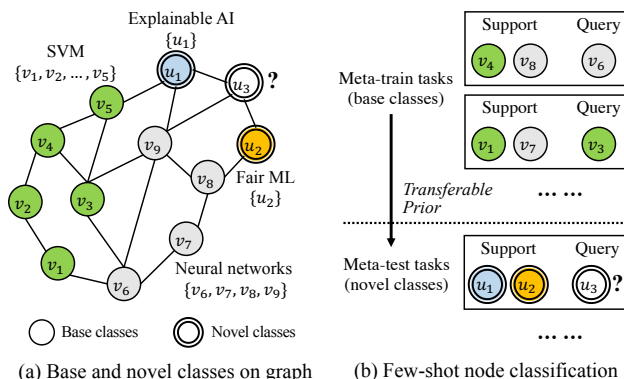 Explainable AI
{u₁}
SVM
{v₁, v₂, ..., v₅}
u₁
u₃ ?
v₅
v₄
v₉
u₂
Fair ML
{u₂}
v₈
v₂
v₃
v₇
v₁
v₆
Neural networks
{v₆, v₇, v₈, v₉}
Base classes
Novel classes
(a) Base and novel classes on graph
Support Query
v₄ v₈ v₆
Meta-train tasks
(base classes)
Support Query
v₁ v₇ v₃
... ...
Transferable
Prior
Meta-test tasks
(novel classes)
Support Query
u₁ u₂ u₃ ?
... ...
(b) Few-shot node classification